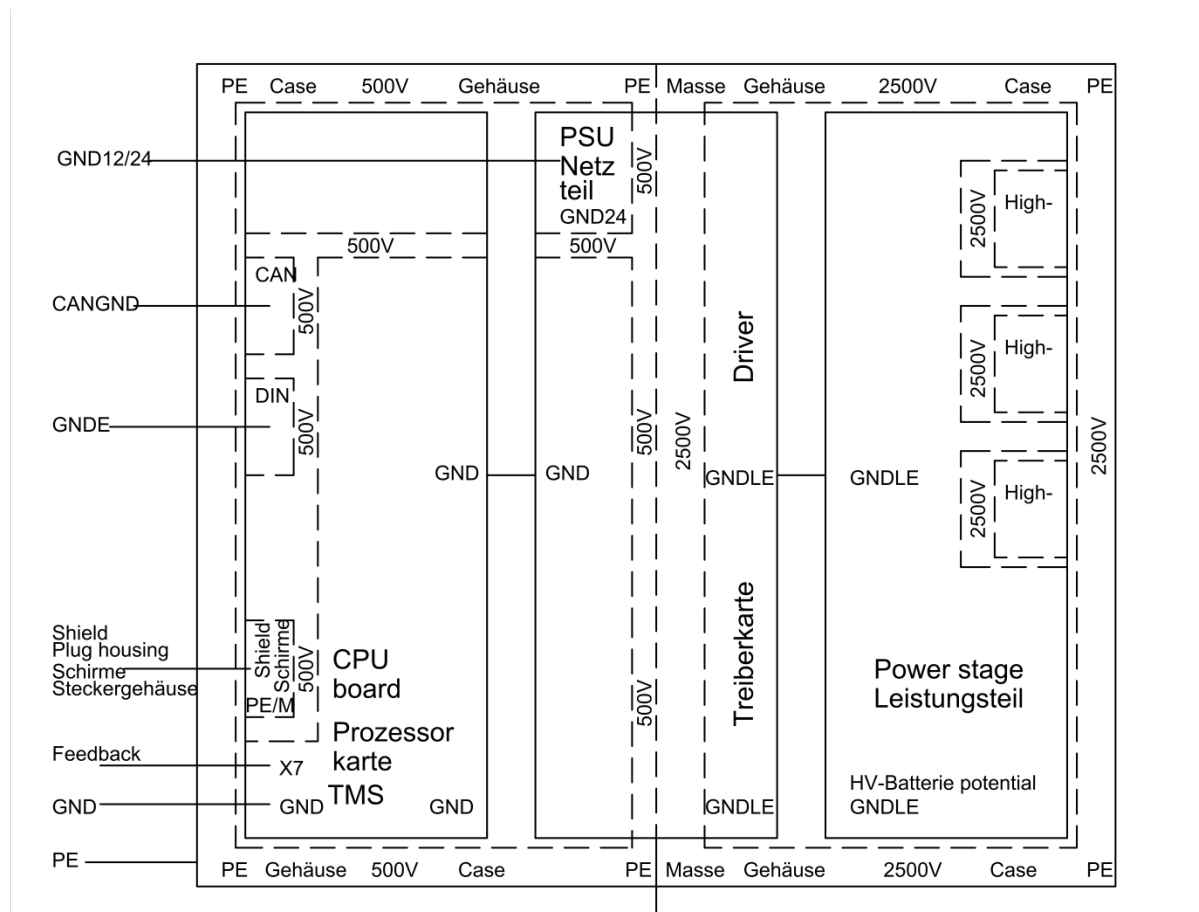 PE Case 500V Gehäuse PE Masse Gehäuse 2500V Case PE
GND12/24
PSU
Netz
teil
GND24
500V
500V
500V
2500V
High-
CAN
CANGND
500V
DIN
GNDE
500V
Driver
2500V
High-
500V
2500V
2500V
GND
GND
GNDLE
GNDLE
2500V
High-
Shield
Plug housing
Schirme
Steckergehäuse
Shield
Schirme
500V
PE/M
CPU
board
Prozessor
karte
TMS
500V
Treiberkarte
Power stage
Leistungsteil
Feedback
X7
HV-Batterie potential
GND
GND
GND
GNDLE
GNDLE
PE
PE Gehäuse 500V Case PE Masse Gehäuse 2500V Case PE